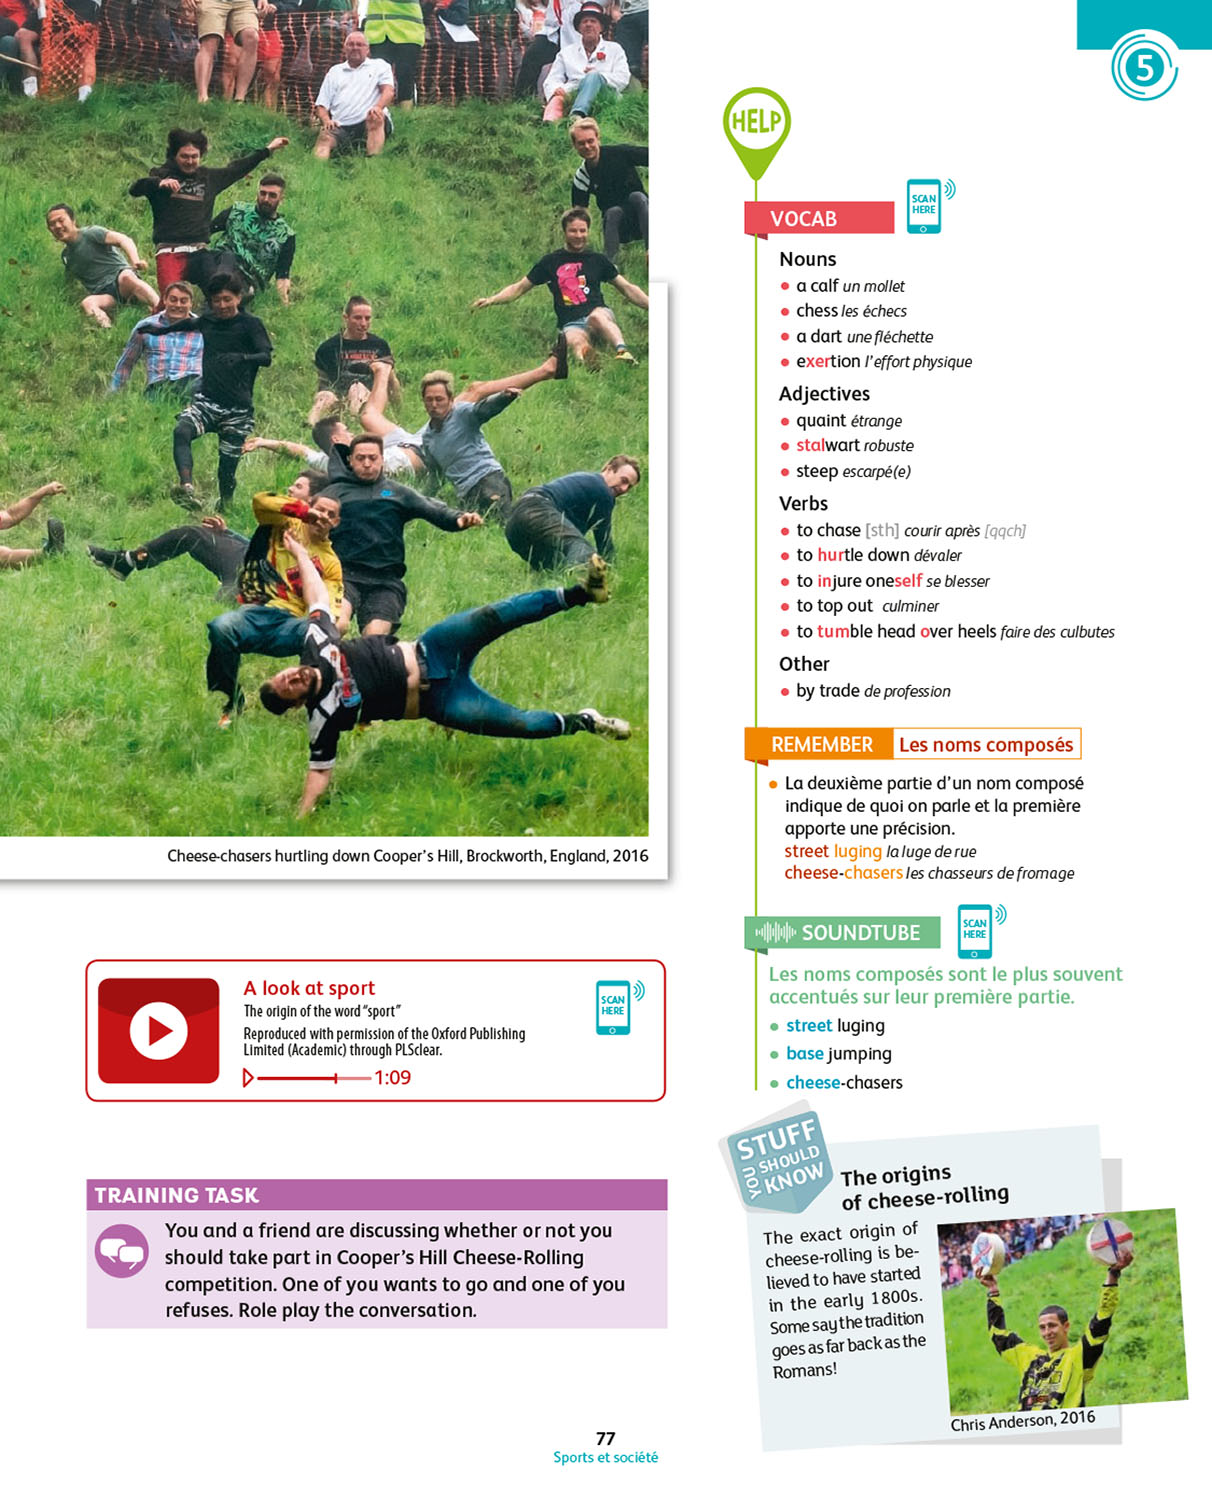 5
Cheese-chasers hurtling down Cooper's Hill, Brockworth, England, 2016
A look at sport
The origin of the word "sport"
Reproduced with permission of the Oxford Publishing
Limited (Academic) through PLSclear.
1:09
SCAN
HERE
TRAINING TASK
You and a friend are discussing whether or not you
should take part in Cooper's Hill Cheese-Rolling
competition. One of you wants to go and one of you
refuses. Role play the conversation.
HELP
VOCAB
SCAN
HERE
Nouns
• a calf un mollet
• chess les échecs
• a dart une fléchette
• exertion l'effort physique
Adjectives
• quaint étrange
• stalwart robuste
• steep escarpé(e)
Verbs
• to chase [sth] courir après [qqch]
• to hurtle down dévaler
• to injure oneself se blesser
• to top out culminer
• to tumble head over heels faire des culbutes
Other
• by trade de profession
REMEMBER Les noms composés
• La deuxième partie d'un nom composé
indique de quoi on parle et la première
apporte une précision.
street luging la luge de rue
cheese-chasers les chasseurs de fromage
SOUNDTUBE
SCAN
HERE
Les noms composés sont le plus souvent
accentués sur leur première partie.
• street luging
• base jumping
• cheese-chasers
STUFF
YOU SHOULD
KNOW
The origins
of cheese-rolling
The exact origin of
cheese-rolling is be-
lieved to have started
in the early 1800s.
Some say the tradition
goes as far back as the
Romans!
Chris Anderson, 2016
77
Sports et société